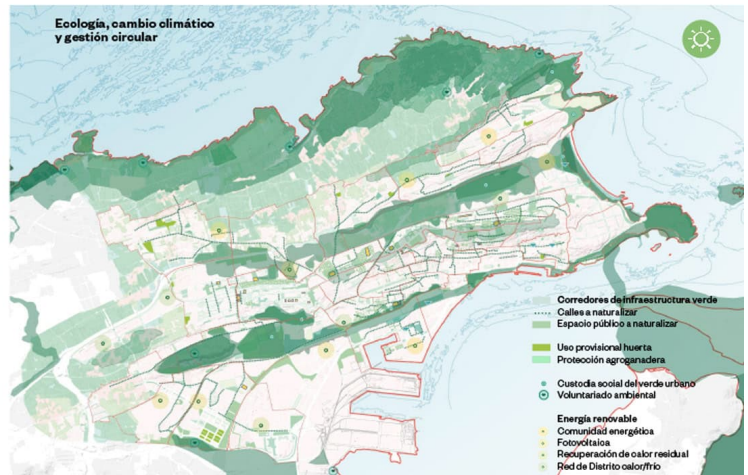 Ecología, cambio climático
y gestión circular
Corredores de infraestructura verde
Calles a naturalizar
Espacio público a naturalizar
Uso provisional huerta
Protección agroganadera
Custodia social del verde urbano
Voluntariado ambiental
Energía renovable
Comunidad energética
Fotovoltaica
Recuperación de calor residual
Red de Distrito calor/frío